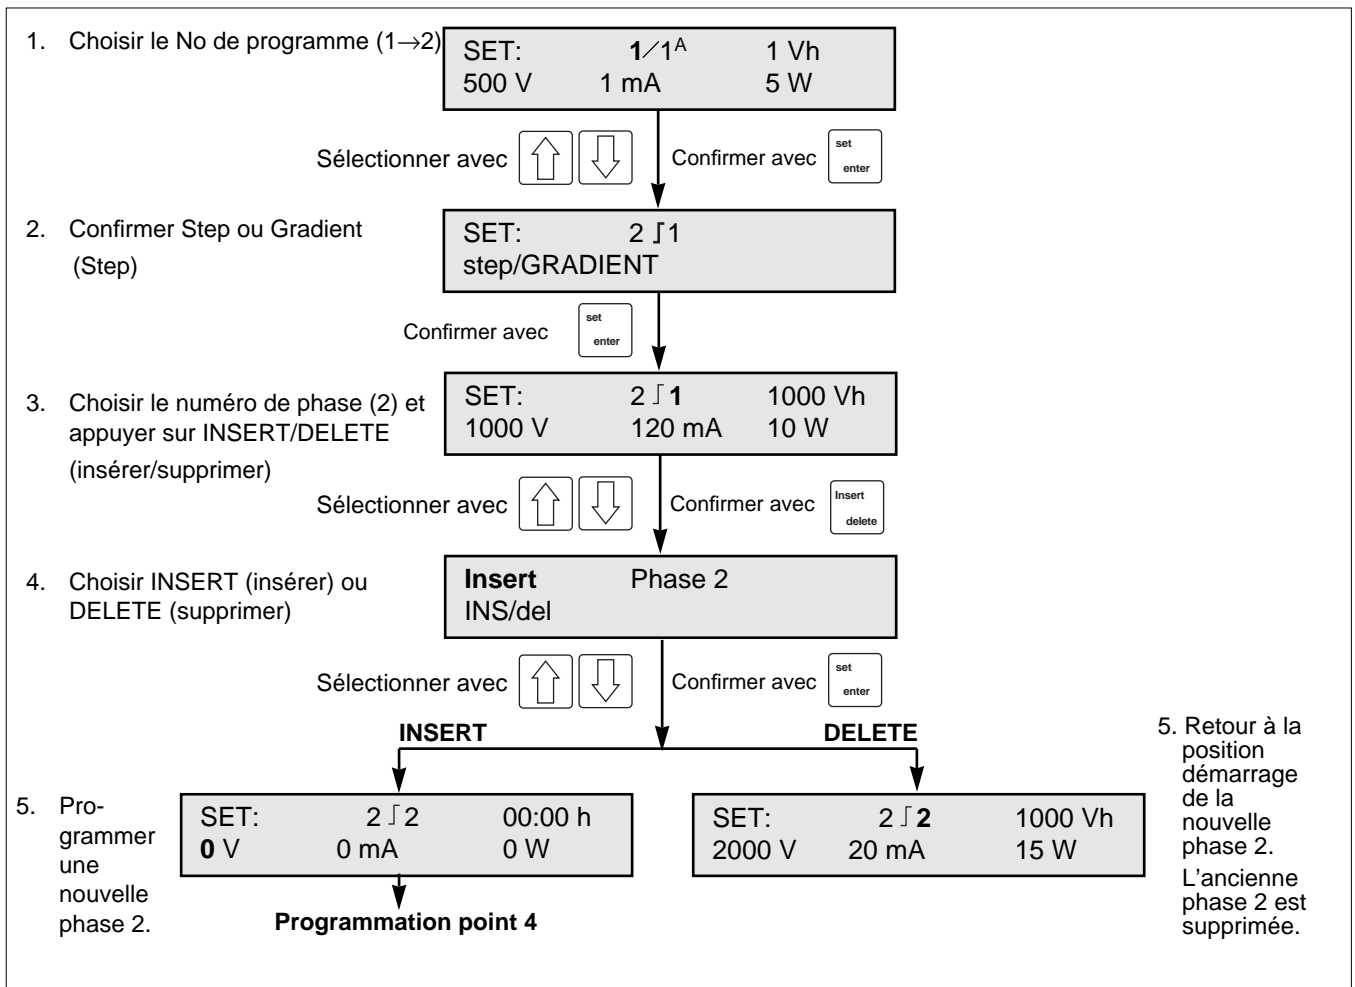 1. Choisir le No de programme (1→2)
SET: 1/1A 1 Vh
500 V 1 mA 5 W
Sélectionner avec
Confirmer avec
set
enter
2. Confirmer Step ou Gradient
(Step)
SET: 2 ⌠1
step/GRADIENT
Confirmer avec
set
enter
3. Choisir le numéro de phase (2) et
appuyer sur INSERT/DELETE
(insérer/supprimer)
SET: 2 ⌠ 1 1000 Vh
1000 V 120 mA 10 W
Sélectionner avec
Confirmer avec
Insert
delete
4. Choisir INSERT (insérer) ou
DELETE (supprimer)
Insert Phase 2
INS/del
Sélectionner avec
Confirmer avec
set
enter
INSERT
DELETE
5. Pro-
grammer
une
nouvelle
phase 2.
SET: 2 ⌠ 2 00:00 h
0 V 0 mA 0 W
Programmation point 4
SET: 2 ⌠ 2 1000 Vh
2000 V 20 mA 15 W
5. Retour à la
position
démarrage
de la
nouvelle
phase 2.
L'ancienne
phase 2 est
supprimée.